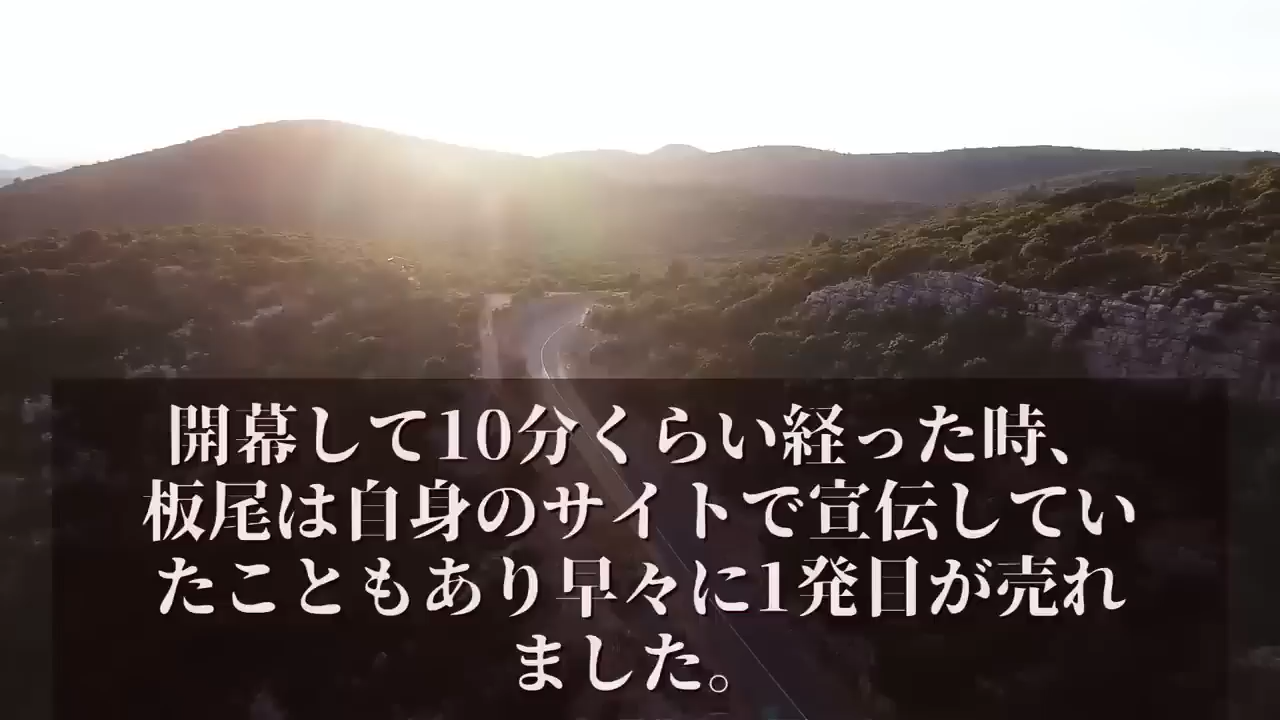 開幕して10分くらい経った時、
板尾は自身のサイトで宣伝してい
たこともあり早々に1発目が売れ
ました。